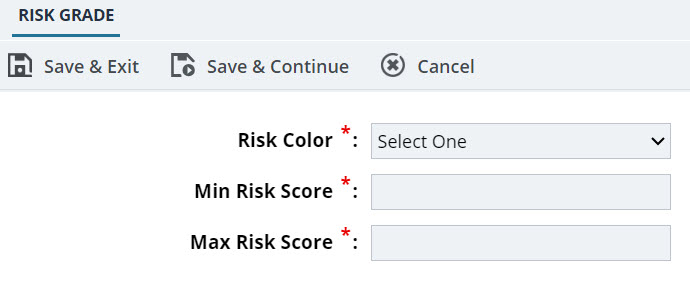 RISK GRADE
Save & Exit Save & Continue Cancel
Risk Color *: Select One
Min Risk Score *:
Max Risk Score *: